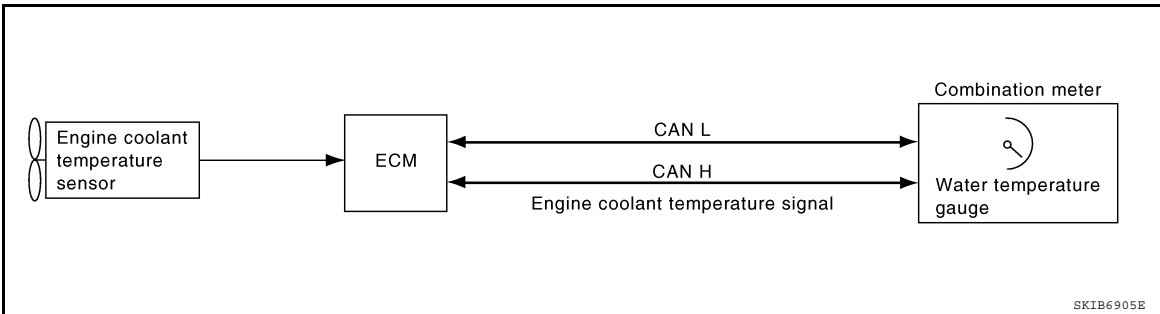 Combination meter
Engine coolant
temperature
sensor
ECM
CAN L
CAN H
Engine coolant temperature signal
Water temperature
gauge
SKIB6905E